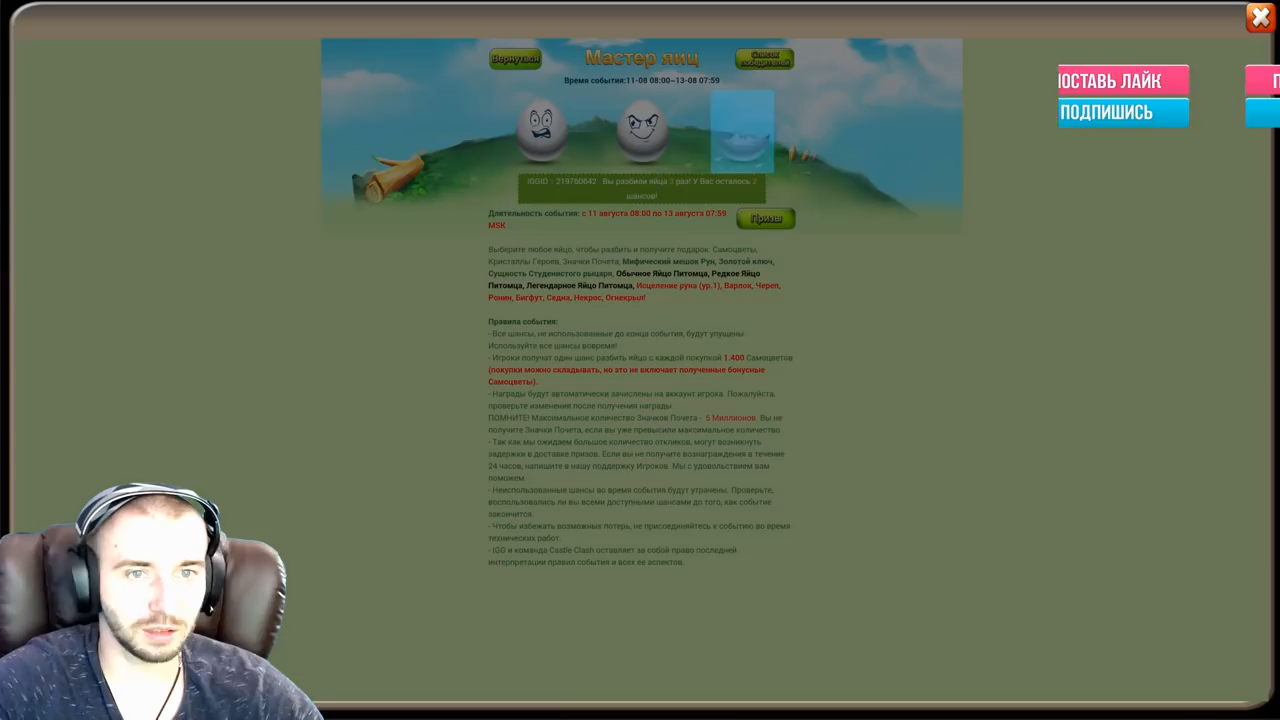 Вернуться
Мастер лиц
Список победителей
Время события:11-08 08:00~13-08 07:59
ПОСТАВЬ ЛАЙК
ПОДПИШИСЬ
IGGID：219760642 Вы разбили яйца 3 раз! У Вас осталось 2
шансов!
Длительность события: с 11 августа 08:00 по 13 августя 07:59
MSK
Призы
Выберите любое яйцо, чтобы разбить и получите подарок: Самоцветы,
Кристаллы Героев, Значки Почета, Мифический мешок Рун, Золотой ключ,
Сущность Студенистого рыцаря, Обычное Яйцо Питомца, Редкое Яйцо
Питомца, Легендарное Яйцо Питомца, Исцеление руна (ур.1), Варлок, Череп,
Ронин, Бигфут, Седна, Некрос, Огнекрыл!
Правила события:
- Все шансы, не использованные до конца события, будут упущены.
Используйте все шансы вовремя!
- Игроки получат один шанс разбить яйцо с каждой покупкой 1.400 Самоцветов
(покупки можно складывать, но это не включает полученные бонусные
Самоцветы).
- Награды будут автоматически зачислены на аккаунт игрока. Пожалуйста,
проверьте изменения после получения награды.
ПОМНИТЕ! Максимальное количество Значков Почета - 5 Миллионов. Вы не
получите Значки Почета, если вы уже превысили максимальное количество.
- Так как мы ожидаем большое количество откликов, могут возникнуть
задержки в доставке призов. Если вы не получите вознаграждения в течение
24 часов, напишите в нашу поддержку Игроков. Мы с удовольствием вам
поможем.
- Неиспользованные шансы во время события будут утрачены. Проверьте,
воспользовались ли вы всеми доступными шансами до того, как событие
закончится.
- Чтобы избежать возможных потерь, не присоединяйтесь к событию во время
технических работ.
- IGG и команда Castle Clash оставляет за собой право последней
интерпретации правил события и всех ее аспектов.